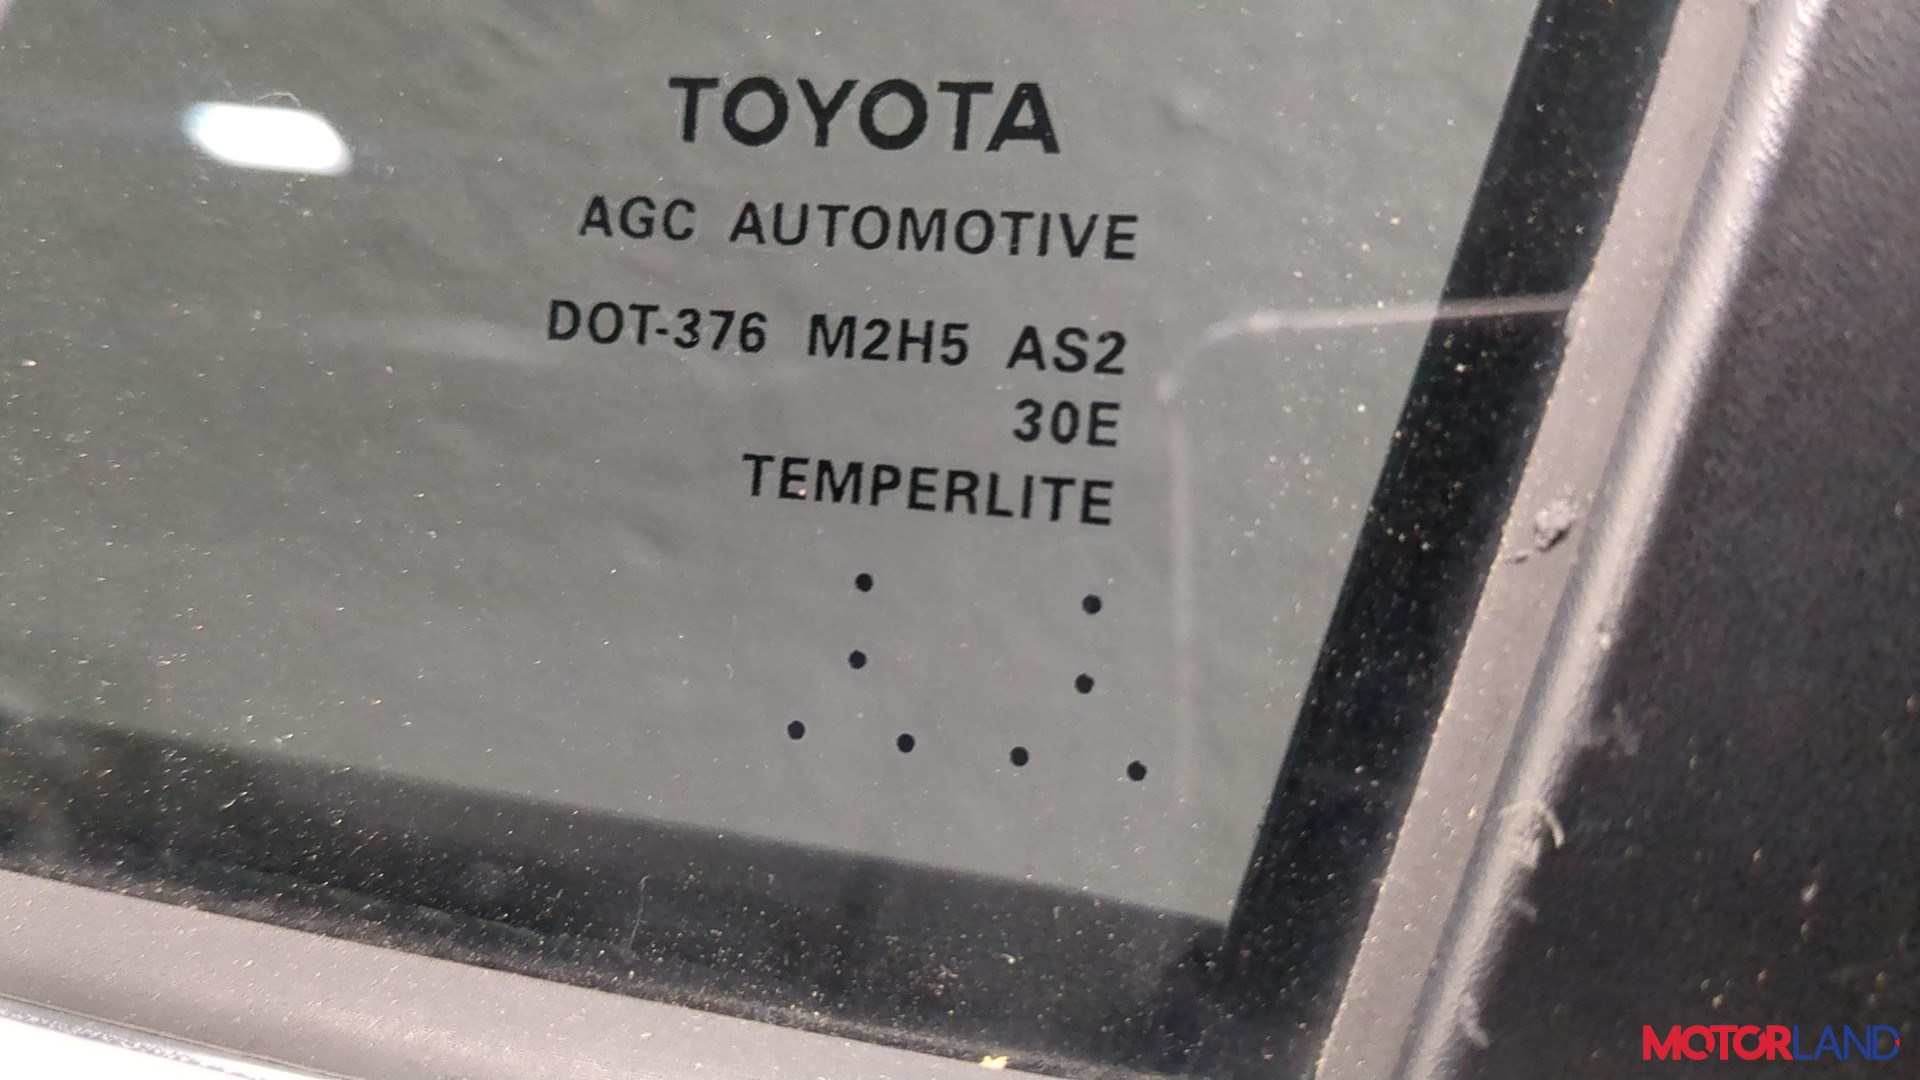 TOYOTA
AGC AUTOMOTIVE
DOT-376 M2H5 AS2
30E
TEMPERLITE
MOTORLAND